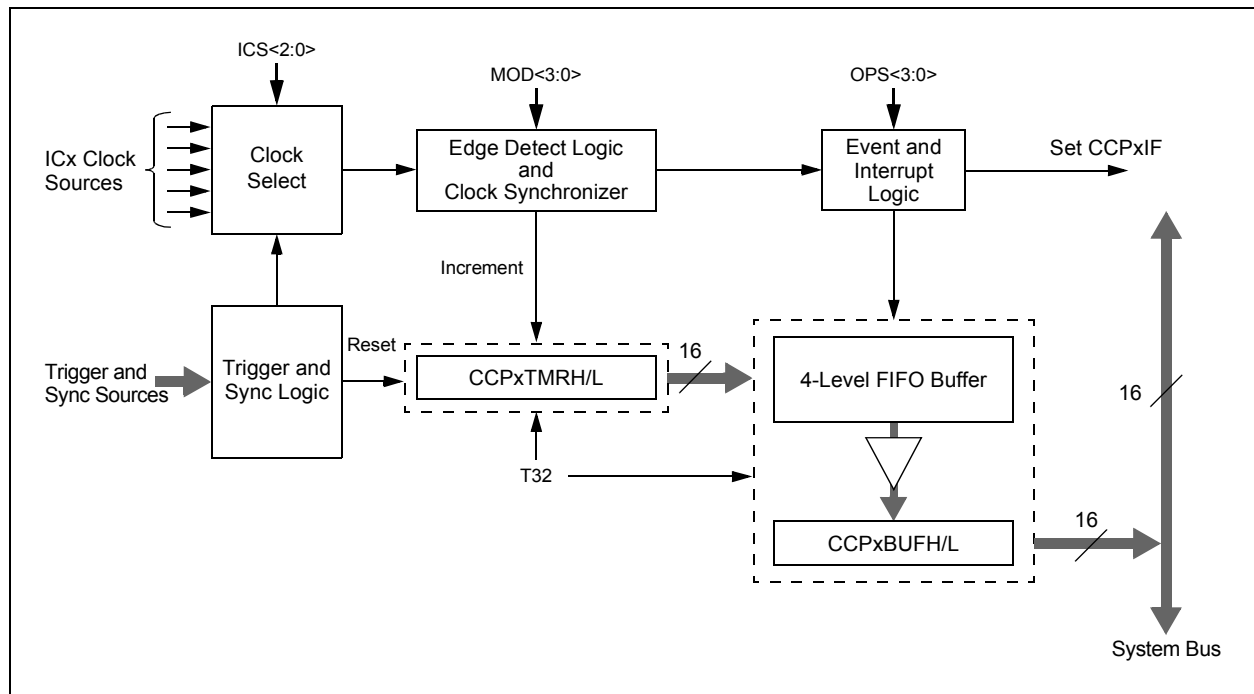 ICS<2:0>
MOD<3:0>
OPS<3:0>
ICx Clock
Sources
Clock
Select
Edge Detect Logic
and
Clock Synchronizer
Event and
Interrupt
Logic
Set CCPxIF
Increment
Trigger and
Sync Sources
Trigger and
Sync Logic
Reset
CCPxTMRH/L
16
4-Level FIFO Buffer
16
T32
CCPxBUFH/L
16
System Bus